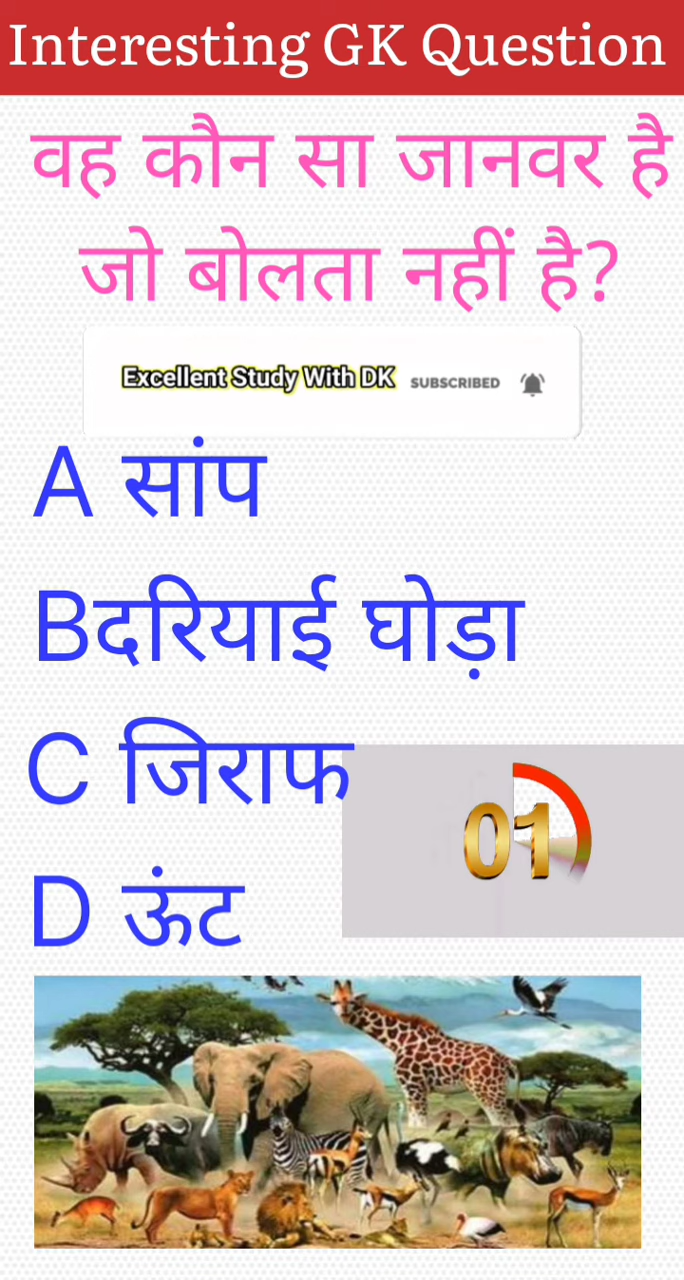 Interesting GK Question
वह कौन सा जानवर है
जो बोलता नहीं है?
Excellent Study With DK SUBSCRIBED
A सांप
Bदरियाई घोड़ा
C जिराफ
01
D ऊंट